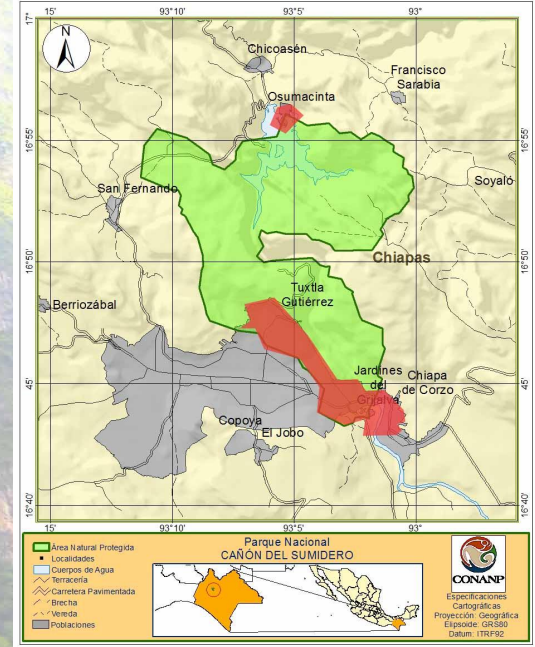 15' 93°10' 93°5' 93°
17°
N
Chicoasén
Francisco
Sarabia
Osumacinta
16°55' 16°55'
San Fernando
Soyaló
16°50' 16°50'
Chiapas
Tuxtla
Gutiérrez
Berriozábal
Jardines
del
Grijalva
Chiapa
de Corzo
45' 45'
Copoya
El Jobo
16°40' 16°40'
15' 93°10' 93°5' 93°
Área Natural Protegida
Localidades
Cuerpos de Agua
Terracería
Carretera Pavimentada
Brecha
Vereda
Poblaciones
Parque Nacional
CAÑÓN DEL SUMIDERO
CONANP
Especificaciones
Cartográficas
Proyección: Geográfica
Elipsoide: GRS80
Datum: ITRF92